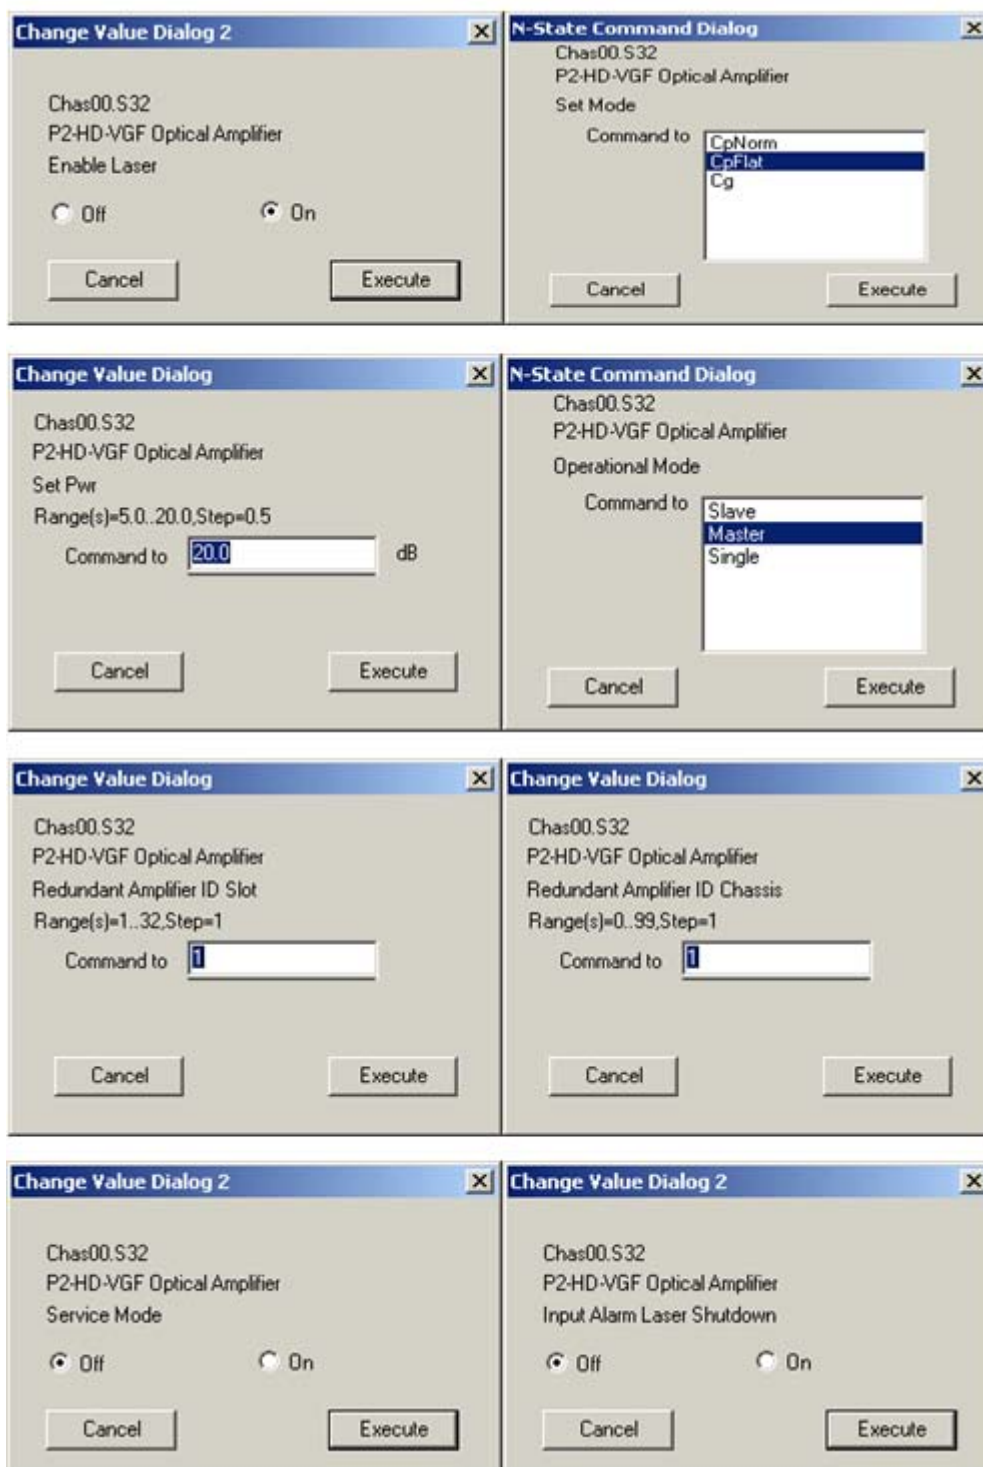 Change Value Dialog 2
Chas00.S32
P2-HD-VGF Optical Amplifier
Enable Laser
Off On
Cancel Execute
N-State Command Dialog
Chas00.S32
P2-HD-VGF Optical Amplifier
Set Mode
Command to
CpNorm
CpFlat
Cg
Cancel Execute
Change Value Dialog
Chas00.S32
P2-HD-VGF Optical Amplifier
Set Pwr
Range(s)=5.0..20.0,Step=0.5
Command to 20.0 dB
Cancel Execute
N-State Command Dialog
Chas00.S32
P2-HD-VGF Optical Amplifier
Operational Mode
Command to
Slave
Master
Single
Cancel Execute
Change Value Dialog
Chas00.S32
P2-HD-VGF Optical Amplifier
Redundant Amplifier ID Slot
Range(s)=1..32,Step=1
Command to 1
Cancel Execute
Change Value Dialog
Chas00.S32
P2-HD-VGF Optical Amplifier
Redundant Amplifier ID Chassis
Range(s)=0..99,Step=1
Command to 1
Cancel Execute
Change Value Dialog 2
Chas00.S32
P2-HD-VGF Optical Amplifier
Service Mode
Off On
Cancel Execute
Change Value Dialog 2
Chas00.S32
P2-HD-VGF Optical Amplifier
Input Alarm Laser Shutdown
Off On
Cancel Execute